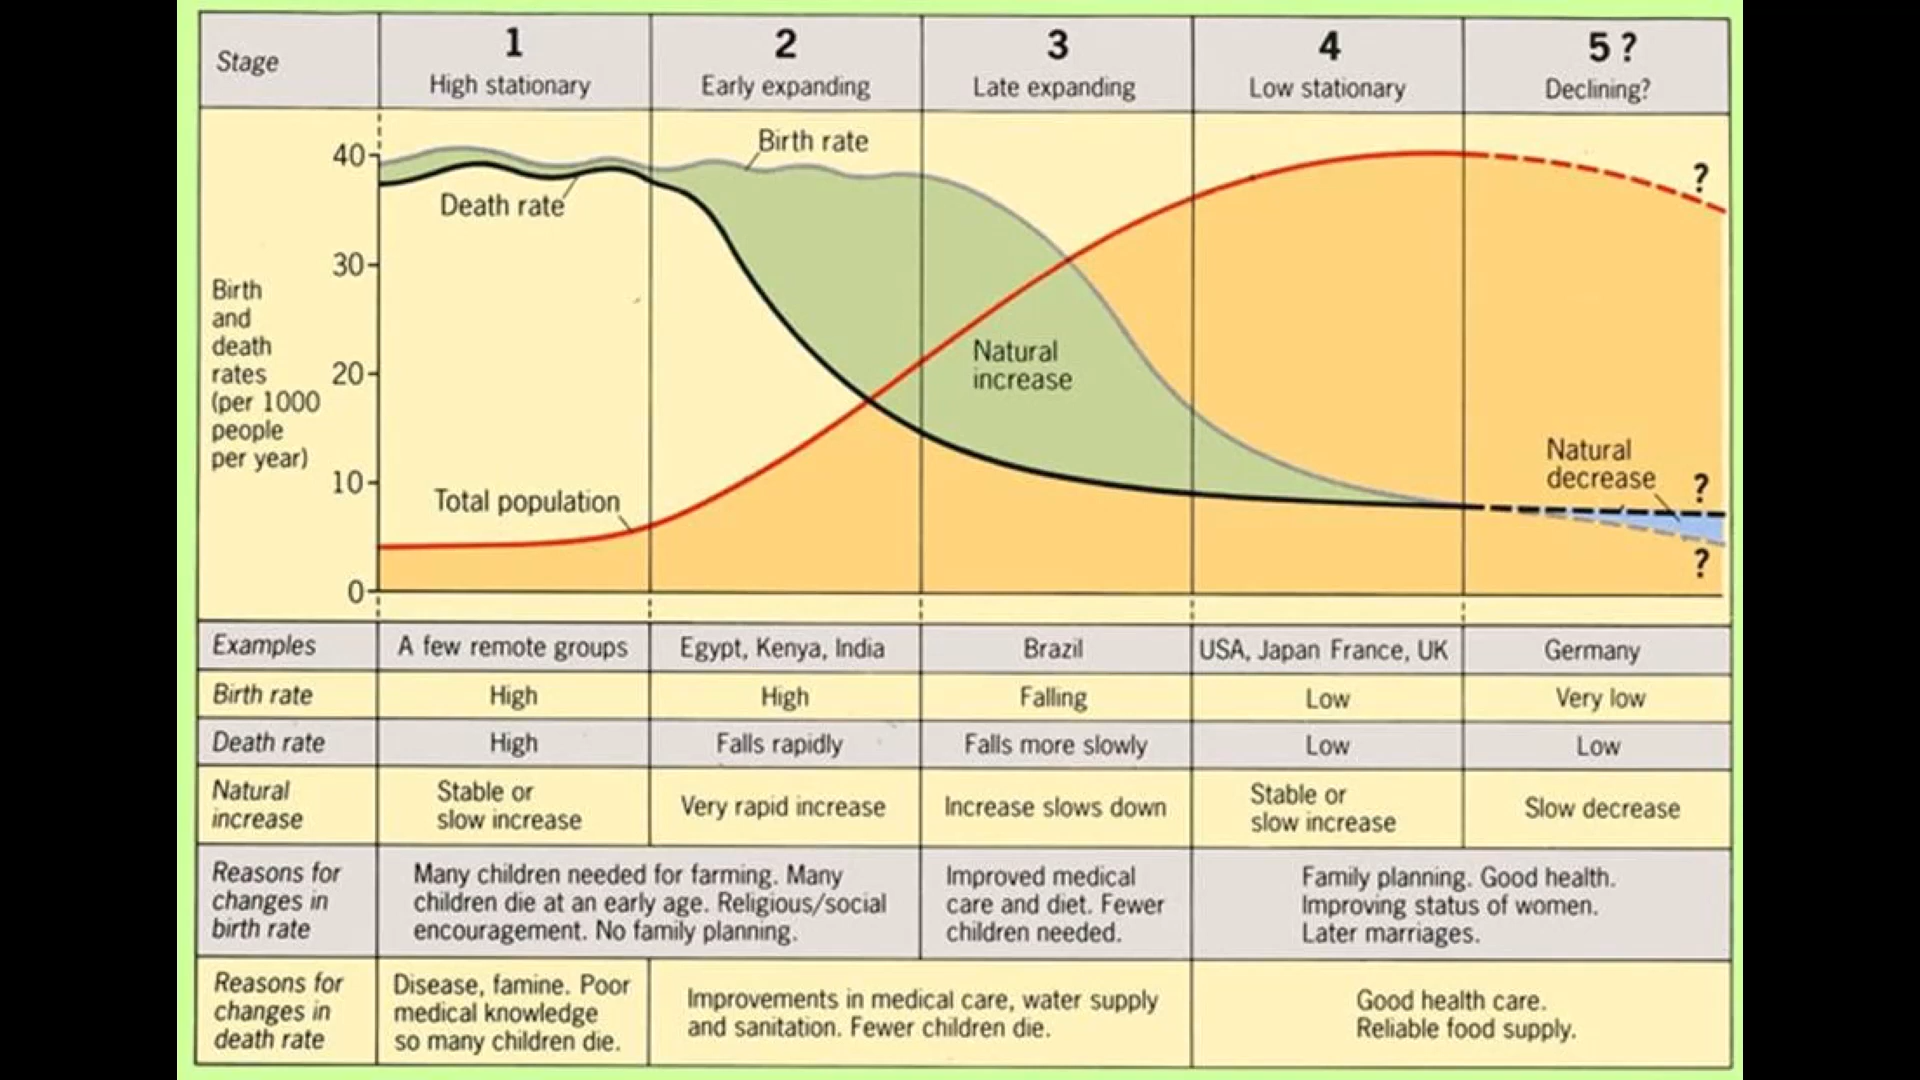 Stage
1
High stationary
2
Early expanding
3
Late expanding
4
Low stationary
5 ?
Declining?
Birth
and
death
rates
(per 1000
people
per year)
40
30
20
10
0
Birth rate
Death rate
Natural
increase
Total population
Natural
decrease
?
?
?
Examples
A few remote groups
Egypt, Kenya, India
Brazil
USA, Japan France, UK
Germany
Birth rate
High
High
Falling
Low
Very low
Death rate
High
Falls rapidly
Falls more slowly
Low
Low
Natural
increase
Stable or
slow increase
Very rapid increase
Increase slows down
Stable or
slow increase
Slow decrease
Reasons for
changes in
birth rate
Many children needed for farming. Many
children die at an early age. Religious/social
encouragement. No family planning.
Improved medical
care and diet. Fewer
children needed.
Family planning. Good health.
Improving status of women.
Later marriages.
Reasons for
changes in
death rate
Disease, famine. Poor
medical knowledge
so many children die.
Improvements in medical care, water supply
and sanitation. Fewer children die.
Good health care.
Reliable food supply.